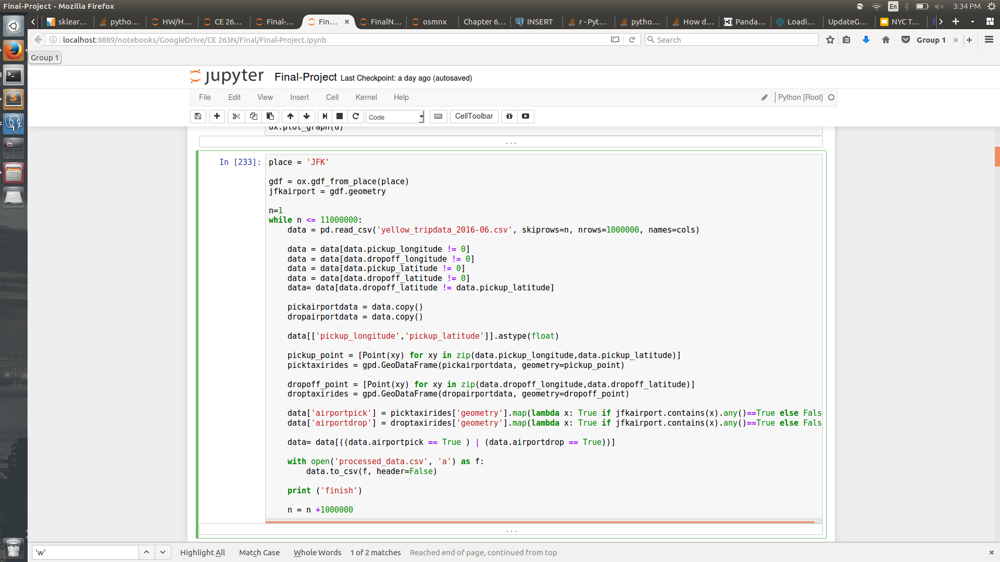 Final-Project - Mozilla Firefox
En
3:34 PM
sklear...
pytho...
HW/H...
CE 26...
Final-...
Fin...
FinalN...
osmnx
Chapter 6...
INSERT
r - Pyt...
pytho...
How d...
Panda...
Loadi...
UpdateG...
NYC T...
localhost:8889/notebooks/GoogleDrive/CE 263N/Final/Final-Project.ipynb
Search
Group 1
Group 1
jupyter
Final-Project Last Checkpoint: a day ago (autosaved)
File Edit View Insert Cell Kernel Help
Python [Root]
Code
CellToolbar
ox.plot_graph(G)
...
In [233]:
place = 'JFK'
gdf = ox.gdf_from_place(place)
jfkairport = gdf.geometry
n=1
while n <= 11000000:
    data = pd.read_csv('yellow_tripdata_2016-06.csv', skiprows=n, nrows=1000000, names=cols)
    data = data[data.pickup_longitude != 0]
    data = data[data.dropoff_longitude != 0]
    data = data[data.pickup_latitude != 0]
    data = data[data.dropoff_latitude != 0]
    data= data[data.dropoff_latitude != data.pickup_latitude]
    pickairportdata = data.copy()
    dropairportdata = data.copy()
    data[['pickup_longitude','pickup_latitude']].astype(float)
    pickup_point = [Point(xy) for xy in zip(data.pickup_longitude,data.pickup_latitude)]
    picktaxirides = gpd.GeoDataFrame(pickairportdata, geometry=pickup_point)
    dropoff_point = [Point(xy) for xy in zip(data.dropoff_longitude,data.dropoff_latitude)]
    droptaxirides = gpd.GeoDataFrame(dropairportdata, geometry=dropoff_point)
    data['airportpick'] = picktaxirides['geometry'].map(lambda x: True if jfkairport.contains(x).any()==True else Fals
    data['airportdrop'] = droptaxirides['geometry'].map(lambda x: True if jfkairport.contains(x).any()==True else Fals
    data= data[((data.airportpick == True ) | (data.airportdrop == True))]
    with open('processed_data.csv', 'a') as f:
        data.to_csv(f, header=False)
    print ('finish')
    n = n +1000000
...
'w'
Highlight All
Match Case
Whole Words
1 of 2 matches
Reached end of page, continued from top